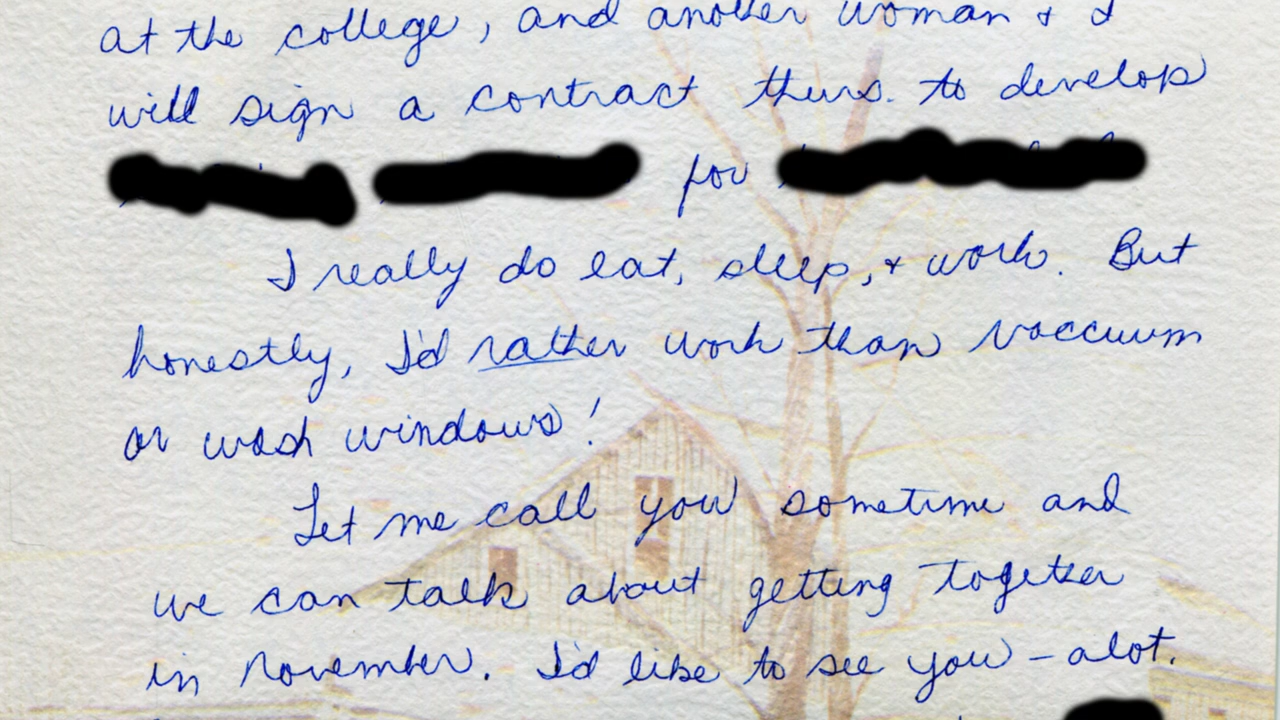 at the college, and another woman & I
will sign a contract thurs. to develop
for
I really do eat, sleep, & work. But
honestly, I'd rather work than vaccuum
or wash windows!
Let me call you sometime and
we can talk about getting together
in november. I'd like to see you – alot.